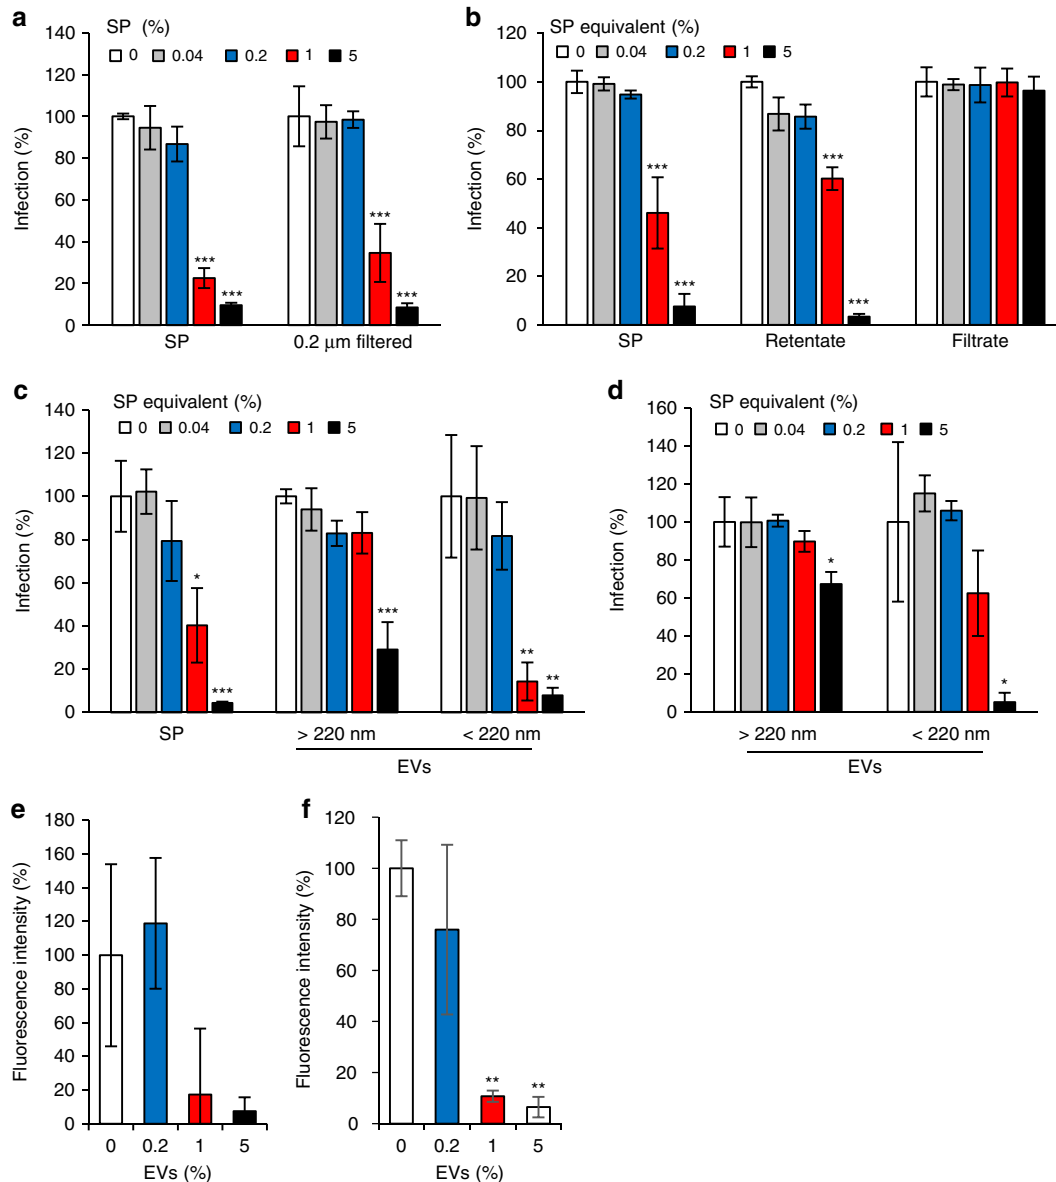 a
SP (%)
0 0.04 0.2 1 5
Infection (%)
140
120
100
80
60
40
20
0
*** *** *** ***
SP 0.2 μm filtered
b
SP equivalent (%)
0 0.04 0.2 1 5
Infection (%)
120
100
80
60
40
20
0
*** *** *** ***
SP Retentate Filtrate
c
SP equivalent (%)
0 0.04 0.2 1 5
Infection (%)
140
120
100
80
60
40
20
0
* *** *** ** **
SP > 220 nm < 220 nm
EVs
d
SP equivalent (%)
0 0.04 0.2 1 5
Infection (%)
160
140
120
100
80
60
40
20
0
* *
> 220 nm < 220 nm
EVs
e
Fluorescence intensity (%)
180
160
140
120
100
80
60
40
20
0
0 0.2 1 5
EVs (%)
f
Fluorescence intensity (%)
120
100
80
60
40
20
0
** **
0 0.2 1 5
EVs (%)